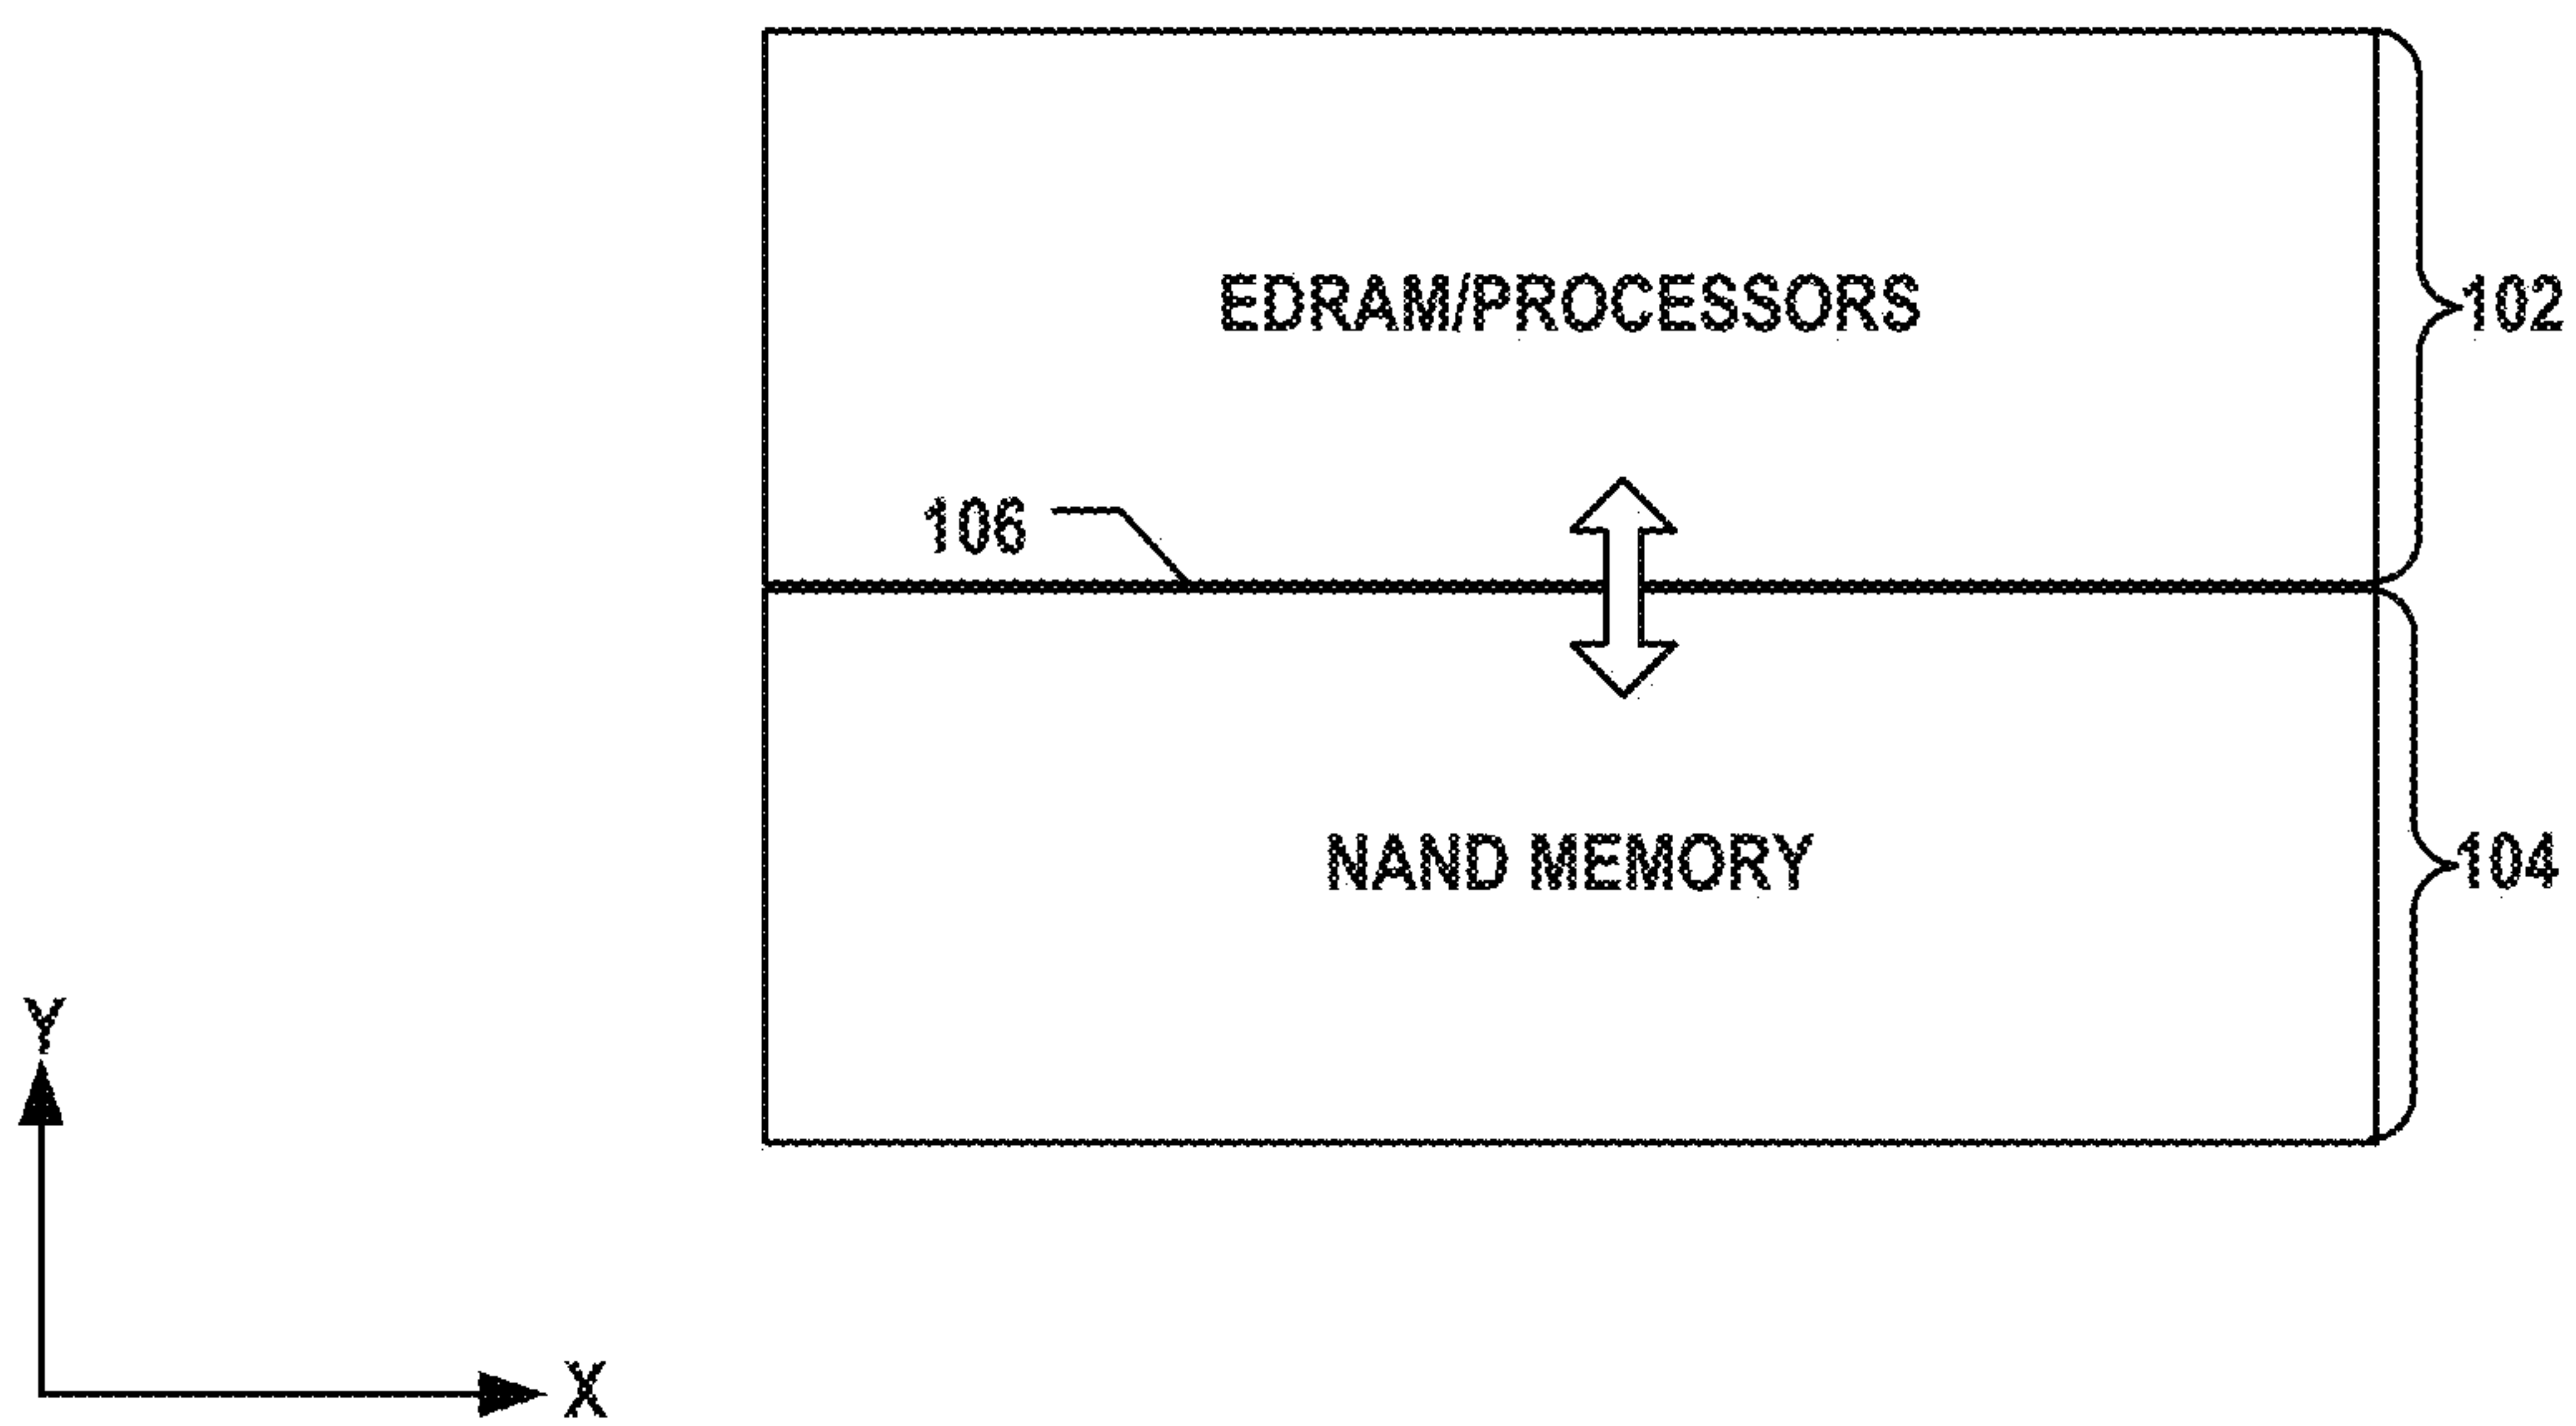 EDRAM/PROCESSORS
102
106
NAND MEMORY
104
Y
X